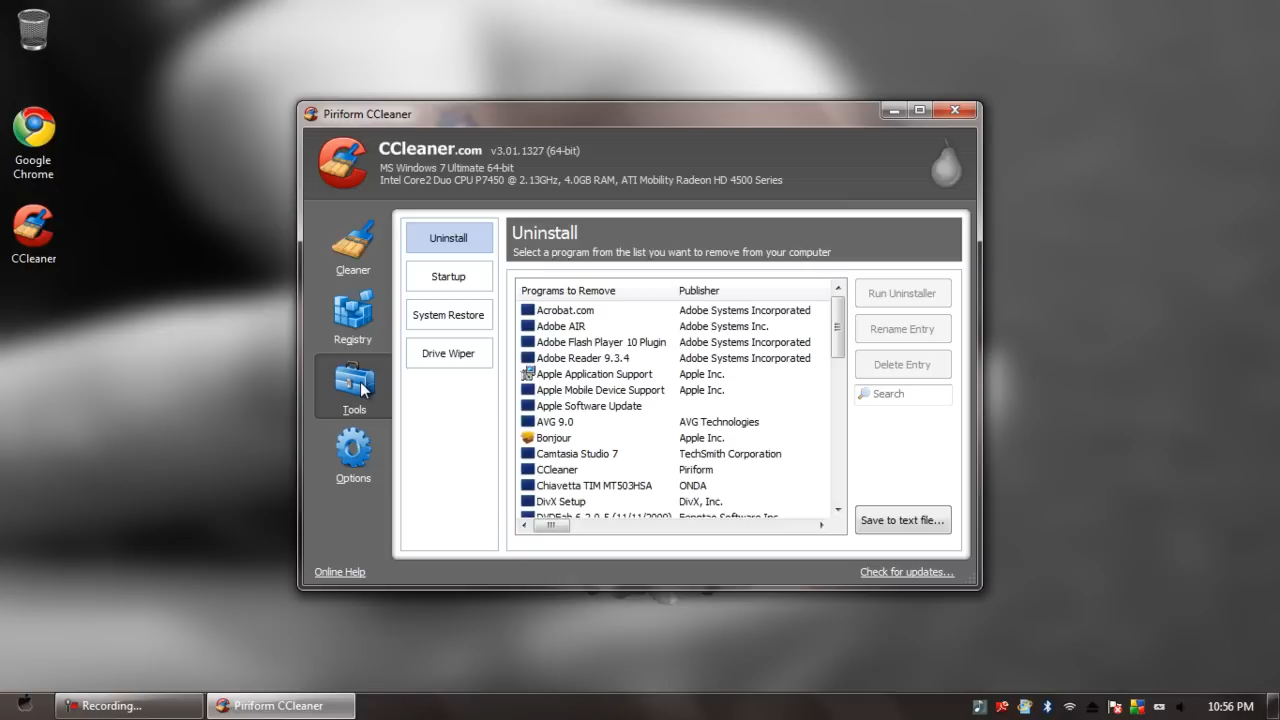 Google
Chrome
CCleaner
Piriform CCleaner
CCleaner.com v3.01.1327 (64-bit)
MS Windows 7 Ultimate 64-bit
Intel Core2 Duo CPU P7450 @ 2.13GHz, 4.0GB RAM, ATI Mobility Radeon HD 4500 Series
Cleaner
Registry
Tools
Options
Uninstall
Startup
System Restore
Drive Wiper
Uninstall
Select a program from the list you want to remove from your computer
Programs to Remove Publisher
Acrobat.com Adobe Systems Incorporated
Adobe AIR Adobe Systems Inc.
Adobe Flash Player 10 Plugin Adobe Systems Incorporated
Adobe Reader 9.3.4 Adobe Systems Incorporated
Apple Application Support Apple Inc.
Apple Mobile Device Support Apple Inc.
Apple Software Update
AVG 9.0 AVG Technologies
Bonjour Apple Inc.
Camtasia Studio 7 TechSmith Corporation
CCleaner Piriform
Chiavetta TIM MT503HSA ONDA
DivX Setup DivX, Inc.
Run Uninstaller
Rename Entry
Delete Entry
Search
Save to text file...
Online Help
Check for updates...
Recording...
Piriform CCleaner
10:56 PM